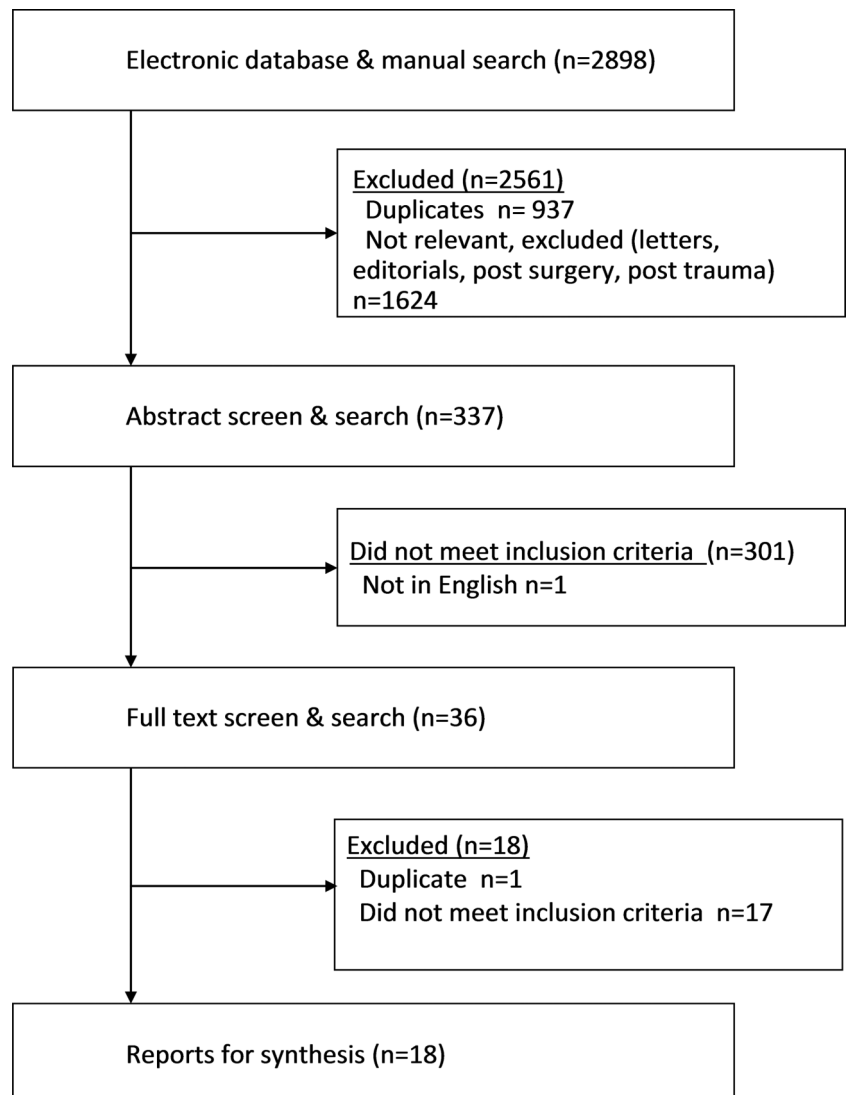 Electronic database & manual search (n=2898)
Excluded (n=2561)
Duplicates n= 937
Not relevant, excluded (letters,
editorials, post surgery, post trauma)
n=1624
Abstract screen & search (n=337)
Did not meet inclusion criteria (n=301)
Not in English n=1
Full text screen & search (n=36)
Excluded (n=18)
Duplicate n=1
Did not meet inclusion criteria n=17
Reports for synthesis (n=18)